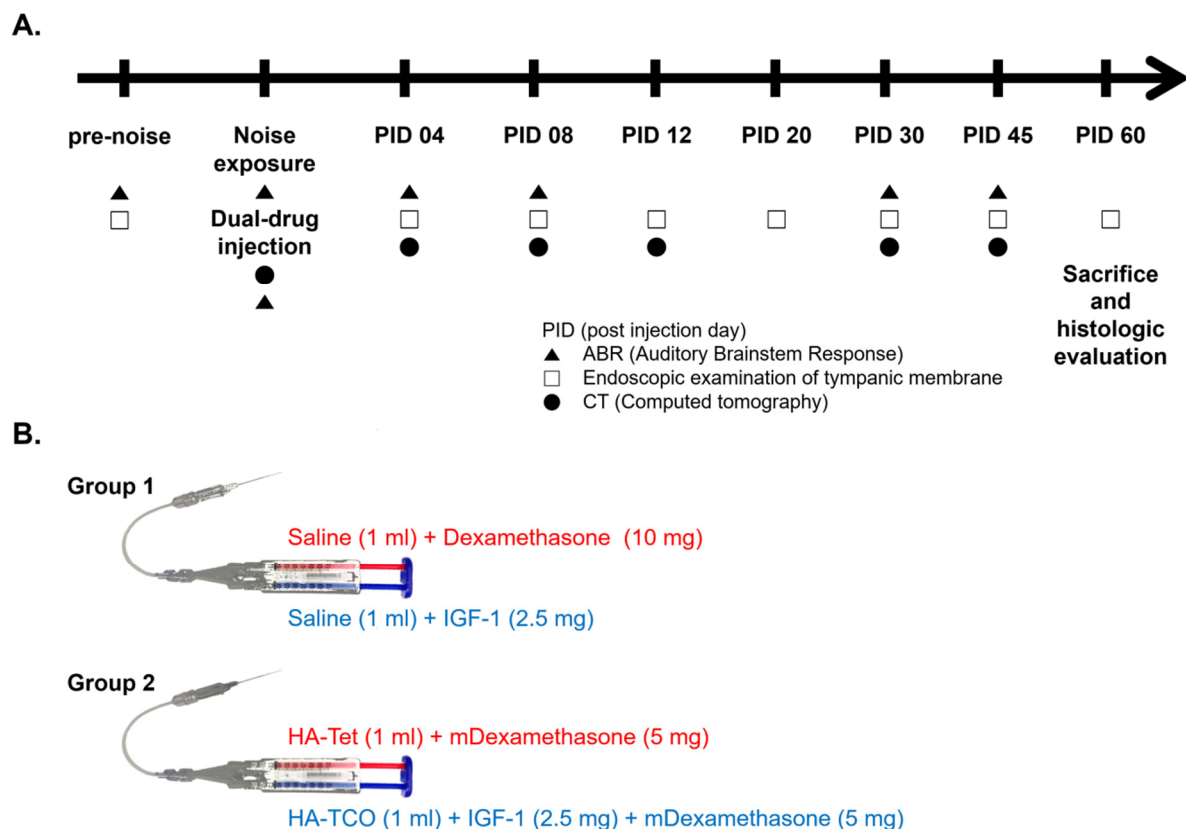 A.
pre-noise
Noise
exposure
PID 04
PID 08
PID 12
PID 20
PID 30
PID 45
PID 60
Dual-drug
injection
Sacrifice
and
histologic
evaluation
PID (post injection day)
ABR (Auditory Brainstem Response)
Endoscopic examination of tympanic membrane
CT (Computed tomography)
B.
Group 1
Saline (1 ml) + Dexamethasone (10 mg)
Saline (1 ml) + IGF-1 (2.5 mg)
Group 2
HA-Tet (1 ml) + mDexamethasone (5 mg)
HA-TCO (1 ml) + IGF-1 (2.5 mg) + mDexamethasone (5 mg)